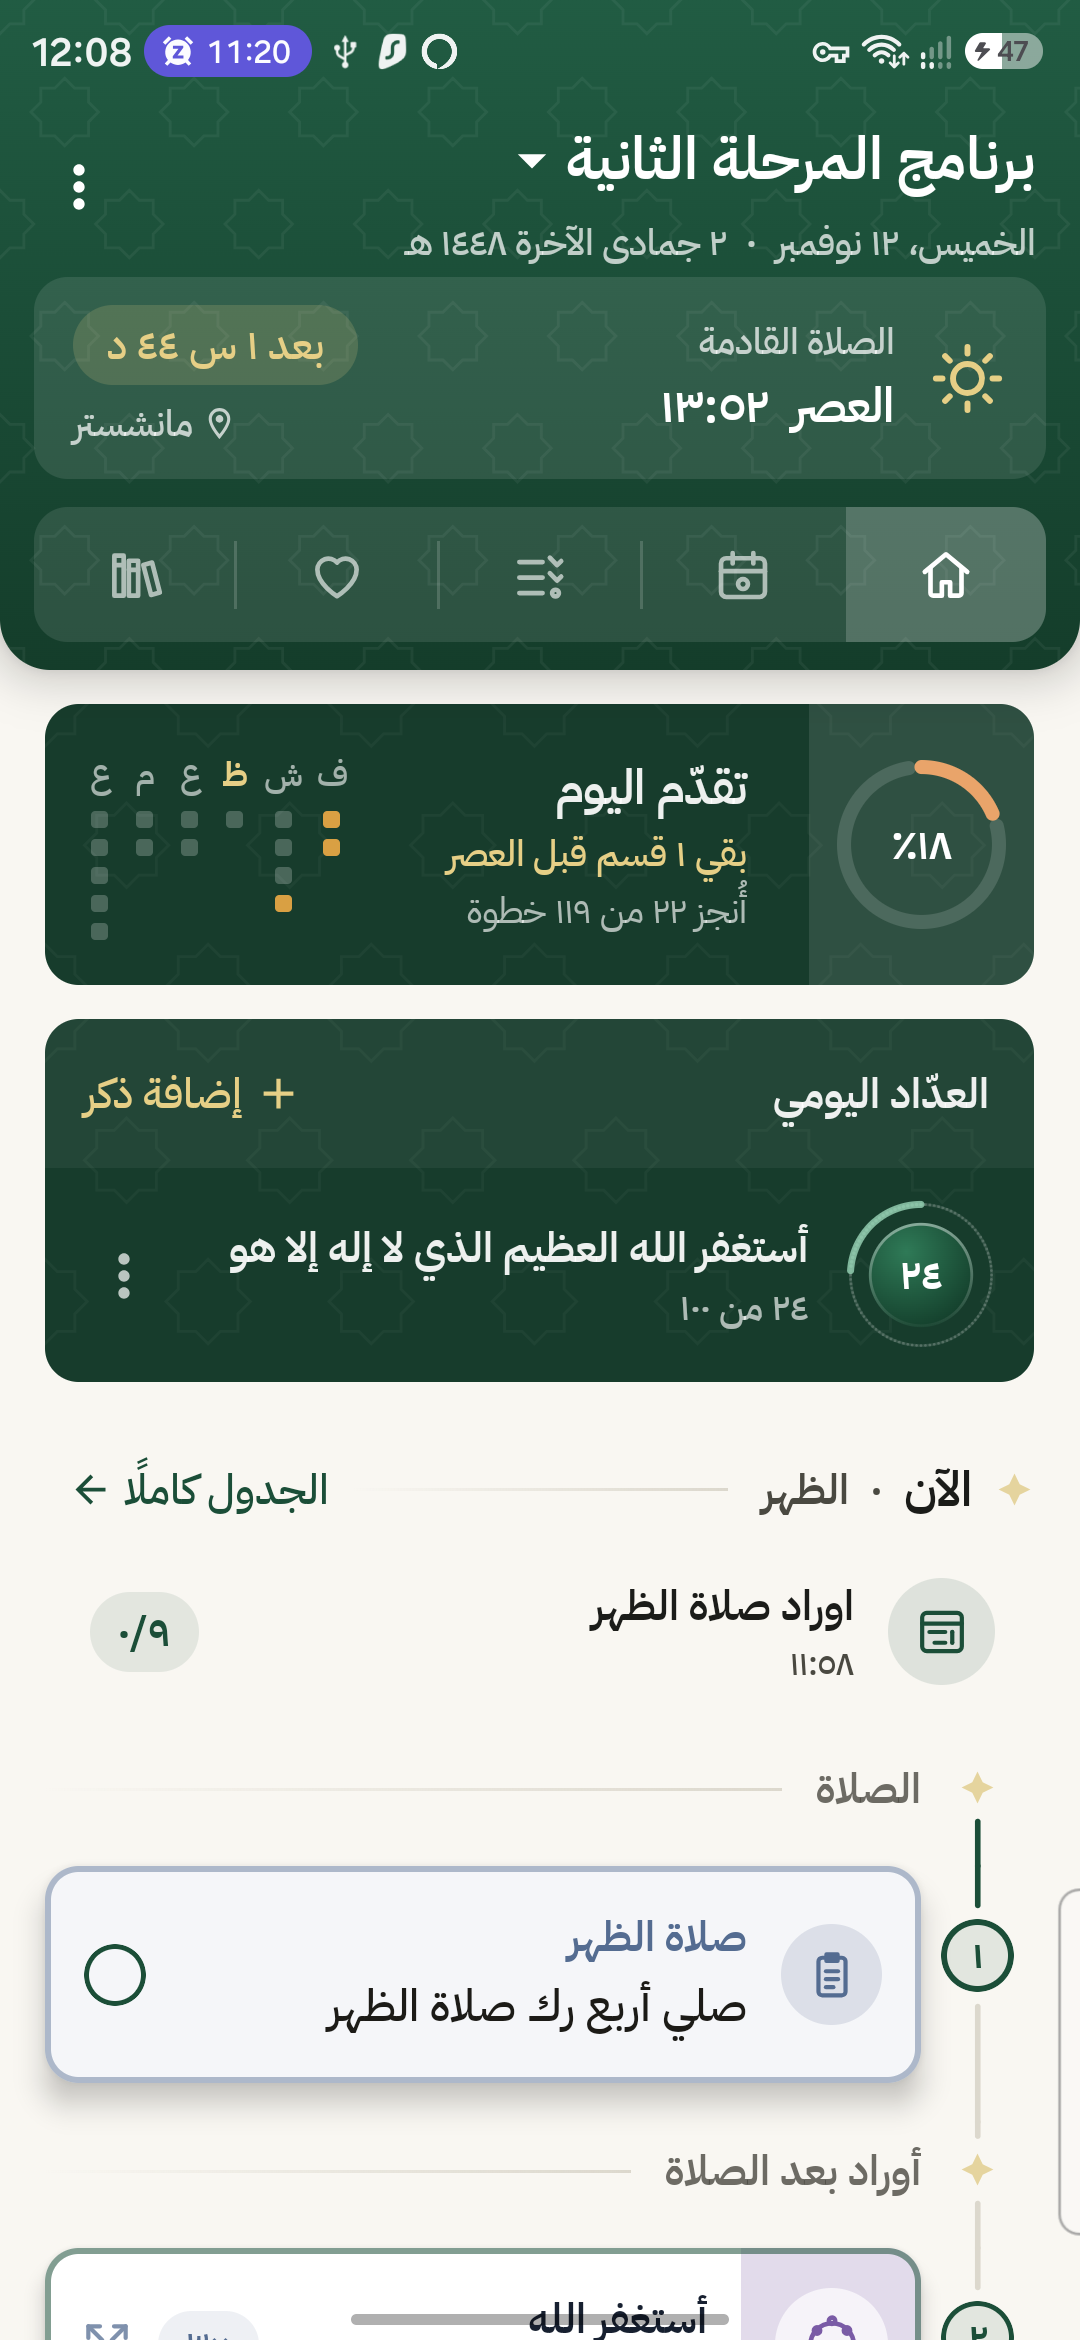 12:08 11:20 47
برنامج المرحلة الثانية
الخميس، ١٢ نوفمبر · ٢ جمادى الآخرة ١٤٤٨ هـ
الصلاة القادمة
العصر ١٣:٥٢
بعد ١ س ٤٤ د
مانشستر
٪١٨
تقدّم اليوم
بقي ١ قسم قبل العصر
أُنجز ٢٢ من ١١٩ خطوة
ف ش ظ ع م ع
العدّاد اليومي
+ إضافة ذكر
٢٤
أستغفر الله العظيم الذي لا إله إلا هو
٢٤ من ١٠٠
الآن · الظهر
الجدول كاملًا
اوراد صلاة الظهر
١١:٥٨
٠/٩
الصلاة
١
صلاة الظهر
صلي أربع رك صلاة الظهر
أوراد بعد الصلاة
٢
أستغفر الله